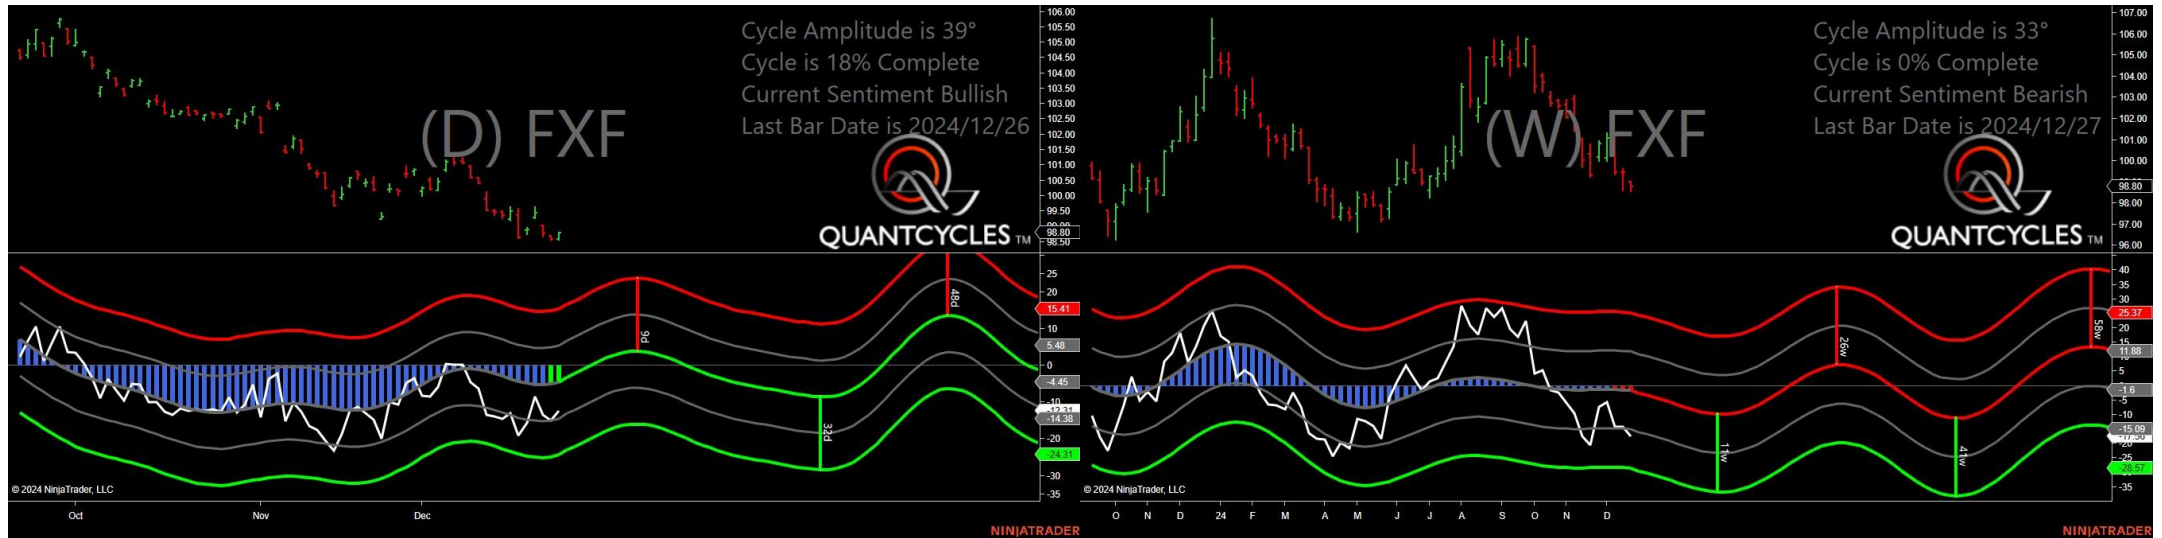 Cycle Amplitude is 39°
Cycle is 18% Complete
Current Sentiment Bullish
Last Bar Date is 2024/12/26
(D) FXF
QUANTCYCLES TM
106.00
105.50
105.00
104.50
104.00
103.50
103.00
102.50
102.00
101.50
101.00
100.50
100.00
99.50
98.80
98.50
25
20
15.41
10
5.48
0
-4.45
-10
-12.31
-14.38
-20
-24.31
-30
-35
9d
32d
48d
© 2024 NinjaTrader, LLC
Oct Nov Dec
NINJATRADER
Cycle Amplitude is 33°
Cycle is 0% Complete
Current Sentiment Bearish
Last Bar Date is 2024/12/27
(W) FXF
QUANTCYCLES TM
107.00
106.00
105.00
104.00
103.00
102.00
101.00
100.00
98.80
98.00
97.00
96.00
40
35
30
25.37
20
15
11.88
5
-1.6
-5
-10
-15.09
-25
-28.57
-35
11w
26w
41w
58w
© 2024 NinjaTrader, LLC
O N D 24 F M A M J J A S O N D
NINJATRADER